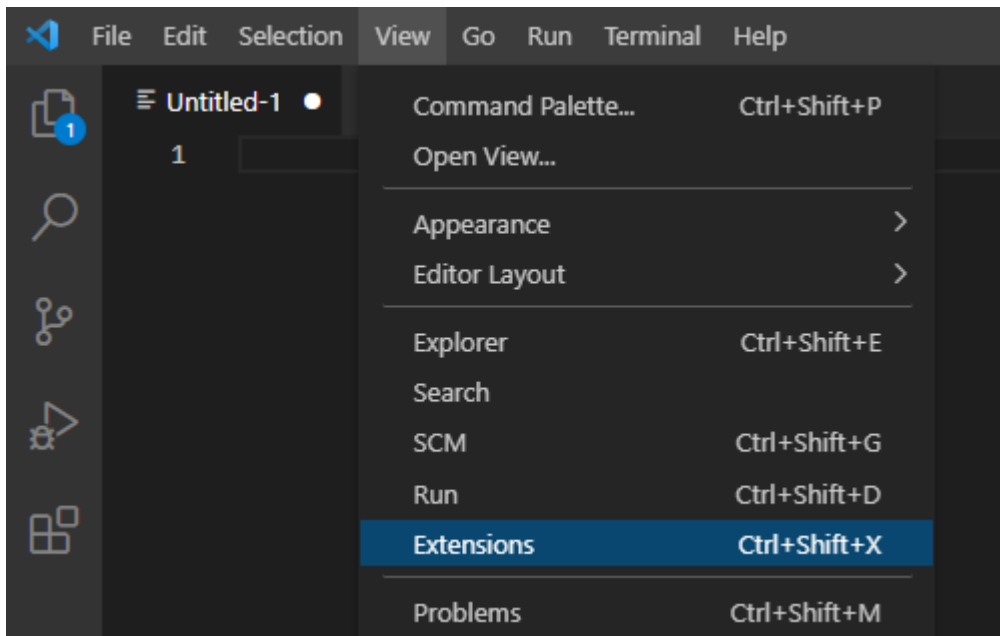 File Edit Selection View Go Run Terminal Help
Untitled-1
1
1
Command Palette... Ctrl+Shift+P
Open View...
Appearance
Editor Layout
Explorer Ctrl+Shift+E
Search
SCM Ctrl+Shift+G
Run Ctrl+Shift+D
Extensions Ctrl+Shift+X
Problems Ctrl+Shift+M